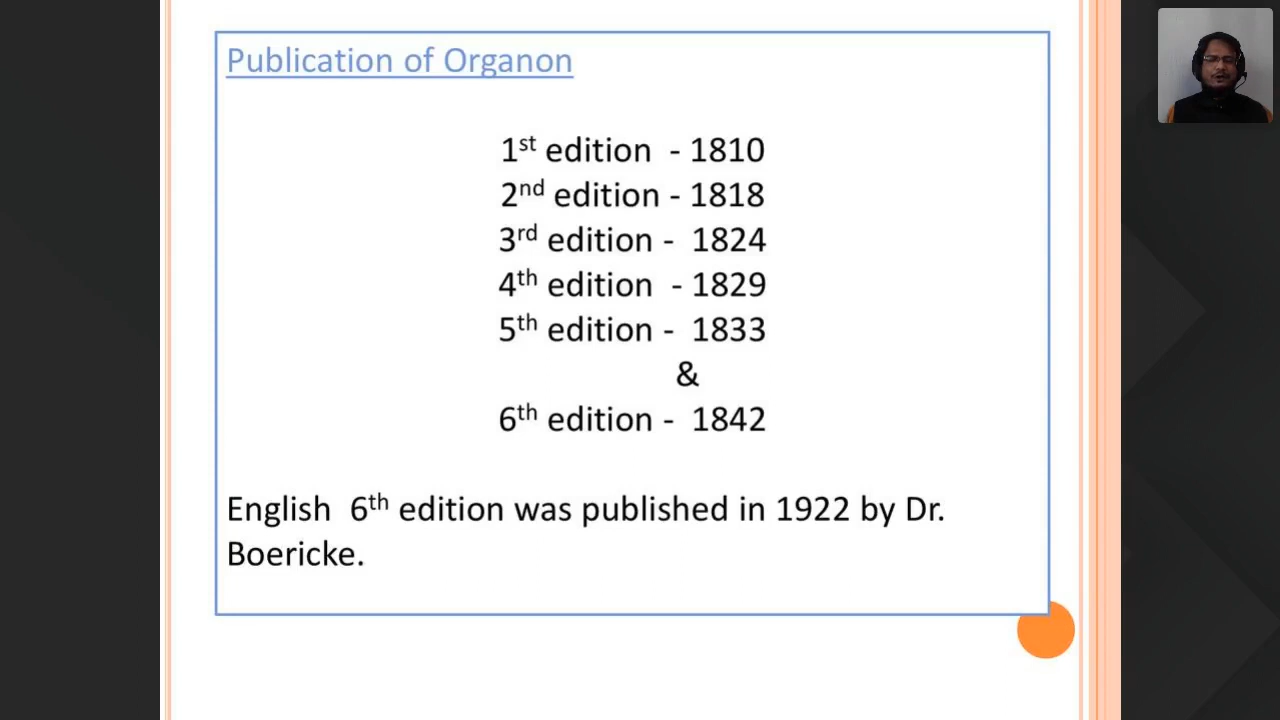 Publication of Organon
1st edition - 1810
2nd edition - 1818
3rd edition - 1824
4th edition - 1829
5th edition - 1833
&
6th edition - 1842
English 6th edition was published in 1922 by Dr.
Boericke.